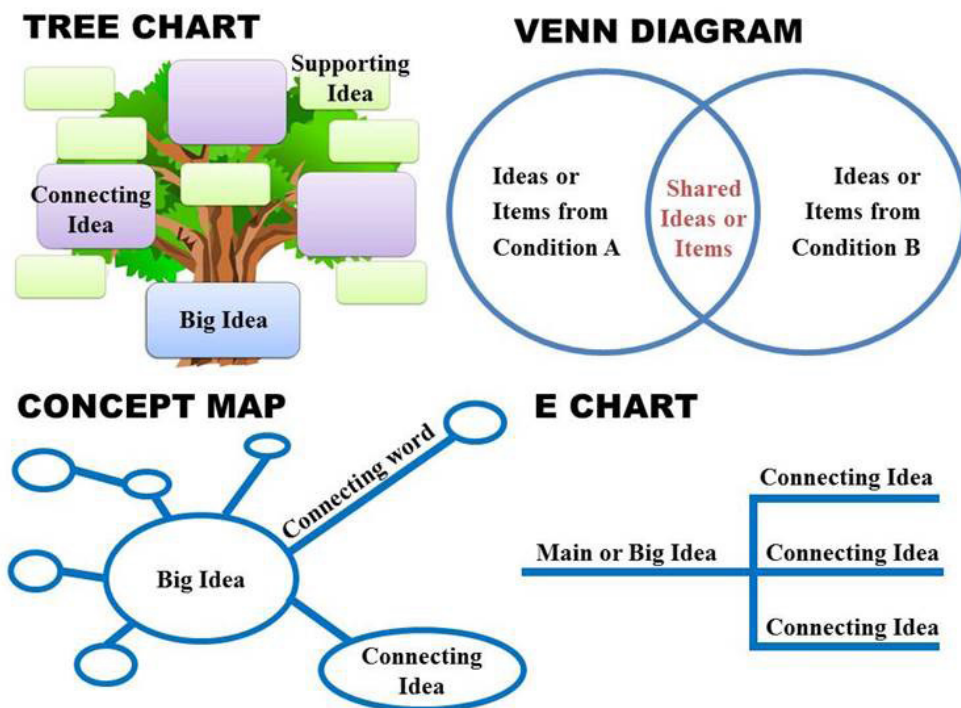 TREE CHART
Supporting
Idea
Connecting
Idea
Big Idea
VENN DIAGRAM
Ideas or
Items from
Condition A
Shared
Ideas or
Items
Ideas or
Items from
Condition B
CONCEPT MAP
Connecting word
Big Idea
Connecting
Idea
E CHART
Main or Big Idea
Connecting Idea
Connecting Idea
Connecting Idea